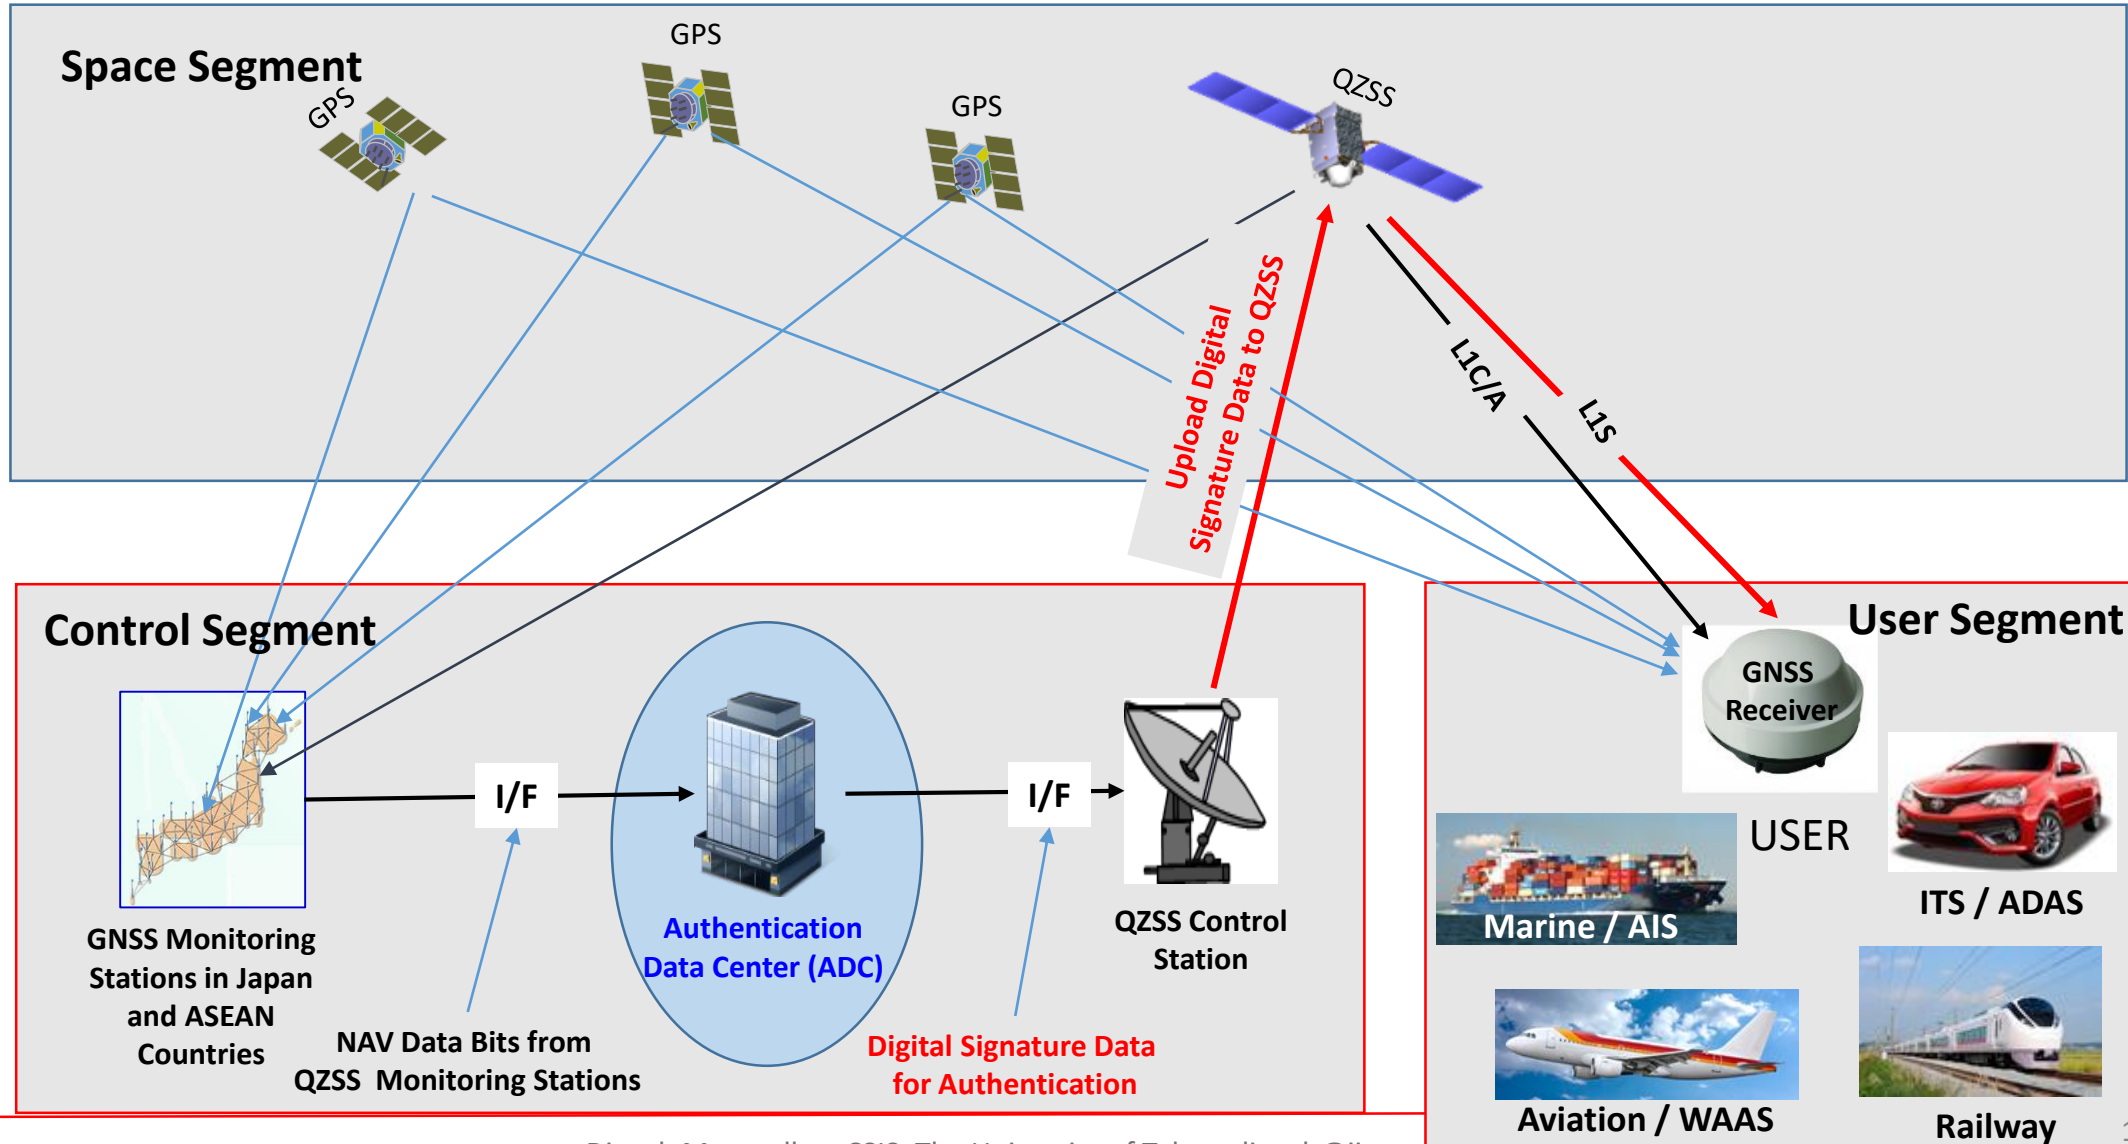 Space Segment
GPS
GPS
GPS
QZSS
Upload Digital
Signature Data to QZSS
L1C/A
L1S
Control Segment
User Segment
GNSS
Receiver
I/F
I/F
USER
Marine / AIS
ITS / ADAS
GNSS Monitoring
Stations in Japan
and ASEAN
Countries
Authentication
Data Center (ADC)
QZSS Control
Station
NAV Data Bits from
QZSS Monitoring Stations
Digital Signature Data
for Authentication
Aviation / WAAS
Railway